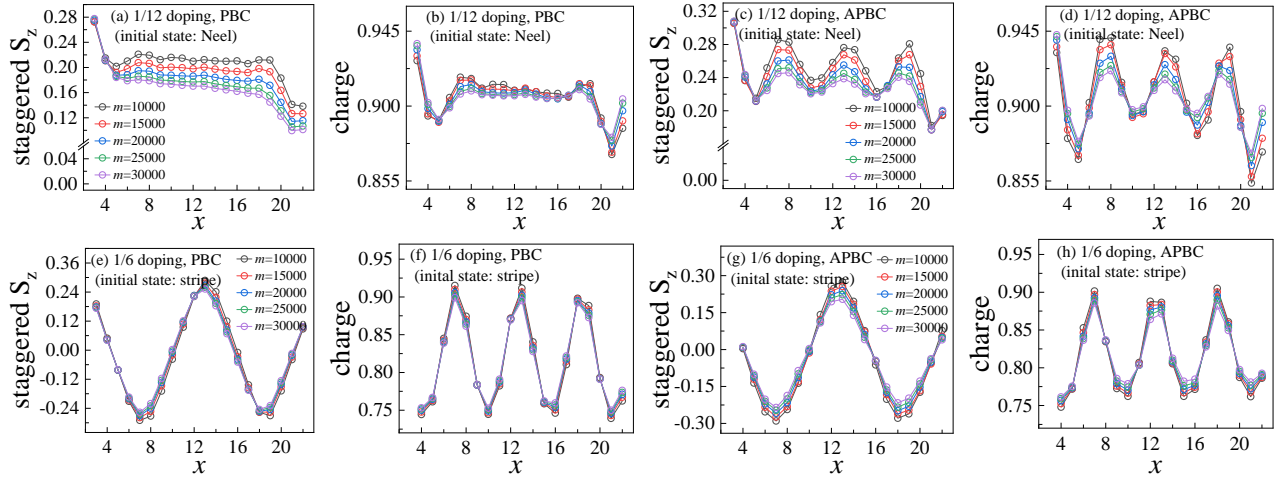 (a) 1/12 doping, PBC
(initial state: Neel)
staggered S_z
0.28
0.24
0.20
0.16
0.12
0.04
0.00
m=10000
m=15000
m=20000
m=25000
m=30000
4 8 12 16 20
x
(b) 1/12 doping, PBC
(inital state: Neel)
charge
0.945
0.900
0.855
4 8 12 16 20
x
(c) 1/12 doping, APBC
(initial state: Neel)
staggered S_z
0.32
0.28
0.24
0.20
0.00
m=10000
m=15000
m=20000
m=25000
m=30000
4 8 12 16 20
x
(d) 1/12 doping, APBC
(initial state: Neel)
charge
0.945
0.900
0.855
4 8 12 16 20
x
(e) 1/6 doping, PBC
(inital state: stripe)
staggered S_z
0.36
0.24
0.12
0.00
-0.12
-0.24
m=10000
m=15000
m=20000
m=25000
m=30000
4 8 12 16 20
x
(f) 1/6 doping, PBC
(inital state: stripe)
charge
0.95
0.90
0.85
0.80
0.75
4 8 12 16 20
x
(g) 1/6 doping, APBC
(inital state: stripe)
staggered S_z
0.30
0.15
0.00
-0.15
-0.30
m=10000
m=15000
m=20000
m=25000
m=30000
4 8 12 16 20
x
(h) 1/6 doping, APBC
(inital state: stripe)
charge
0.95
0.90
0.85
0.80
0.75
4 8 12 16 20
x